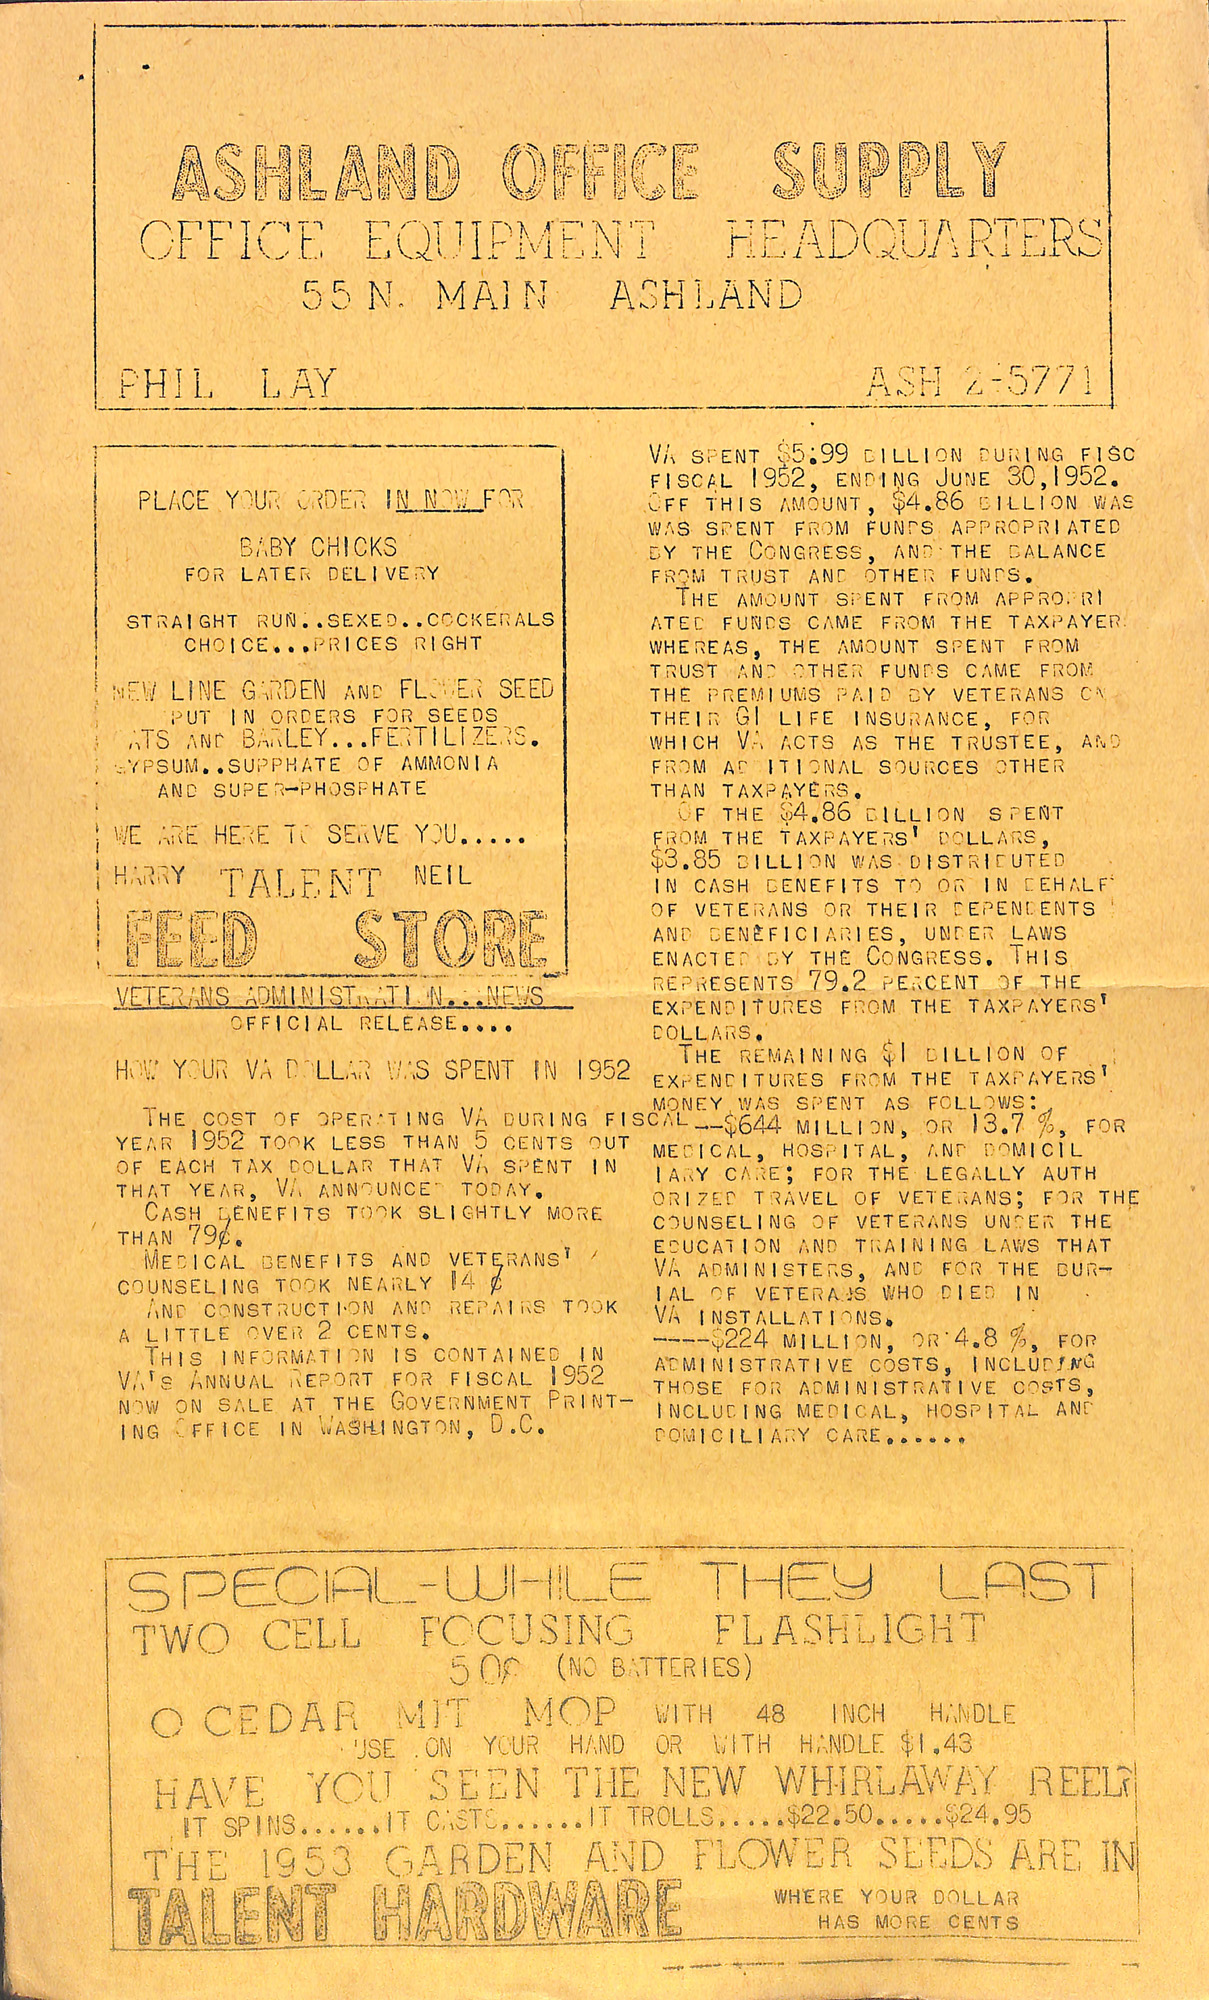 ASHLAND OFFICE SUPPLY
OFFICE EQUIPMENT HEADQUARTERS
55 N. MAIN ASHLAND
PHIL LAY ASH 2-5771
PLACE YOUR ORDER IN NOW FOR
BABY CHICKS
FOR LATER DELIVERY
STRAIGHT RUN..SEXED..COCKERALS
CHOICE...PRICES RIGHT
NEW LINE GARDEN AND FLOWER SEED
PUT IN ORDERS FOR SEEDS
ATS AND BARLEY...FERTILIZERS.
GYPSUM..SUPPHATE OF AMMONIA
AND SUPER-PHOSPHATE
WE ARE HERE TO SERVE YOU.....
HARRY TALENT NEIL
FEED STORE
VETERANS ADMINISTRATION...NEWS
OFFICIAL RELEASE....
HOW YOUR VA DOLLAR WAS SPENT IN 1952
THE COST OF OPERATING VA DURING FISCAL
YEAR 1952 TOOK LESS THAN 5 CENTS OUT
OF EACH TAX DOLLAR THAT VA SPENT IN
THAT YEAR, VA ANNOUNCED TODAY.
CASH BENEFITS TOOK SLIGHTLY MORE
THAN 79¢.
MEDICAL BENEFITS AND VETERANS'
COUNSELING TOOK NEARLY 14 ¢
AND CONSTRUCTION AND REPAIRS TOOK
A LITTLE OVER 2 CENTS.
THIS INFORMATION IS CONTAINED IN
VA'S ANNUAL REPORT FOR FISCAL 1952
NOW ON SALE AT THE GOVERNMENT PRINT-
ING OFFICE IN WASHINGTON, D.C.
VA SPENT $5.99 BILLION DURING FISC
FISCAL 1952, ENDING JUNE 30,1952.
OFF THIS AMOUNT, $4.86 BILLION WAS
WAS SPENT FROM FUNDS APPROPRIATED
BY THE CONGRESS, AND THE BALANCE
FROM TRUST AND OTHER FUNDS.
THE AMOUNT SPENT FROM APPROPRI
ATED FUNDS CAME FROM THE TAXPAYER
WHEREAS, THE AMOUNT SPENT FROM
TRUST AND OTHER FUNDS CAME FROM
THE PREMIUMS PAID BY VETERANS ON
THEIR GI LIFE INSURANCE, FOR
WHICH VA ACTS AS THE TRUSTEE, AND
FROM ADDITIONAL SOURCES OTHER
THAN TAXPAYERS.
OF THE $4.86 BILLION SPENT
FROM THE TAXPAYERS' DOLLARS,
$3.85 BILLION WAS DISTRIBUTED
IN CASH BENEFITS TO OR IN BEHALF
OF VETERANS OR THEIR DEPENDENTS
AND BENEFICIARIES, UNDER LAWS
ENACTED BY THE CONGRESS. THIS
REPRESENTS 79.2 PERCENT OF THE
EXPENDITURES FROM THE TAXPAYERS'
DOLLARS.
THE REMAINING $1 BILLION OF
EXPENDITURES FROM THE TAXPAYERS'
MONEY WAS SPENT AS FOLLOWS:
--$644 MILLION, OR 13.7 %, FOR
MEDICAL, HOSPITAL, AND DOMICIL
IARY CARE; FOR THE LEGALLY AUTH
ORIZED TRAVEL OF VETERANS; FOR THE
COUNSELING OF VETERANS UNDER THE
EDUCATION AND TRAINING LAWS THAT
VA ADMINISTERS, AND FOR THE BUR-
IAL OF VETERANS WHO DIED IN
VA INSTALLATIONS.
----$224 MILLION, OR 4.8 %, FOR
ADMINISTRATIVE COSTS, INCLUDING
THOSE FOR ADMINISTRATIVE COSTS,
INCLUDING MEDICAL, HOSPITAL AND
DOMICILIARY CARE......
SPECIAL-WHILE THEY LAST
TWO CELL FOCUSING FLASHLIGHT
50¢ (NO BATTERIES)
O CEDAR MIT MOP WITH 48 INCH HANDLE
USE ON YOUR HAND OR WITH HANDLE $1.43
HAVE YOU SEEN THE NEW WHIRLAWAY REEL?
IT SPINS......IT CASTS......IT TROLLS.....$22.50.....$24.95
THE 1953 GARDEN AND FLOWER SEEDS ARE IN
TALENT HARDWARE WHERE YOUR DOLLAR
HAS MORE CENTS